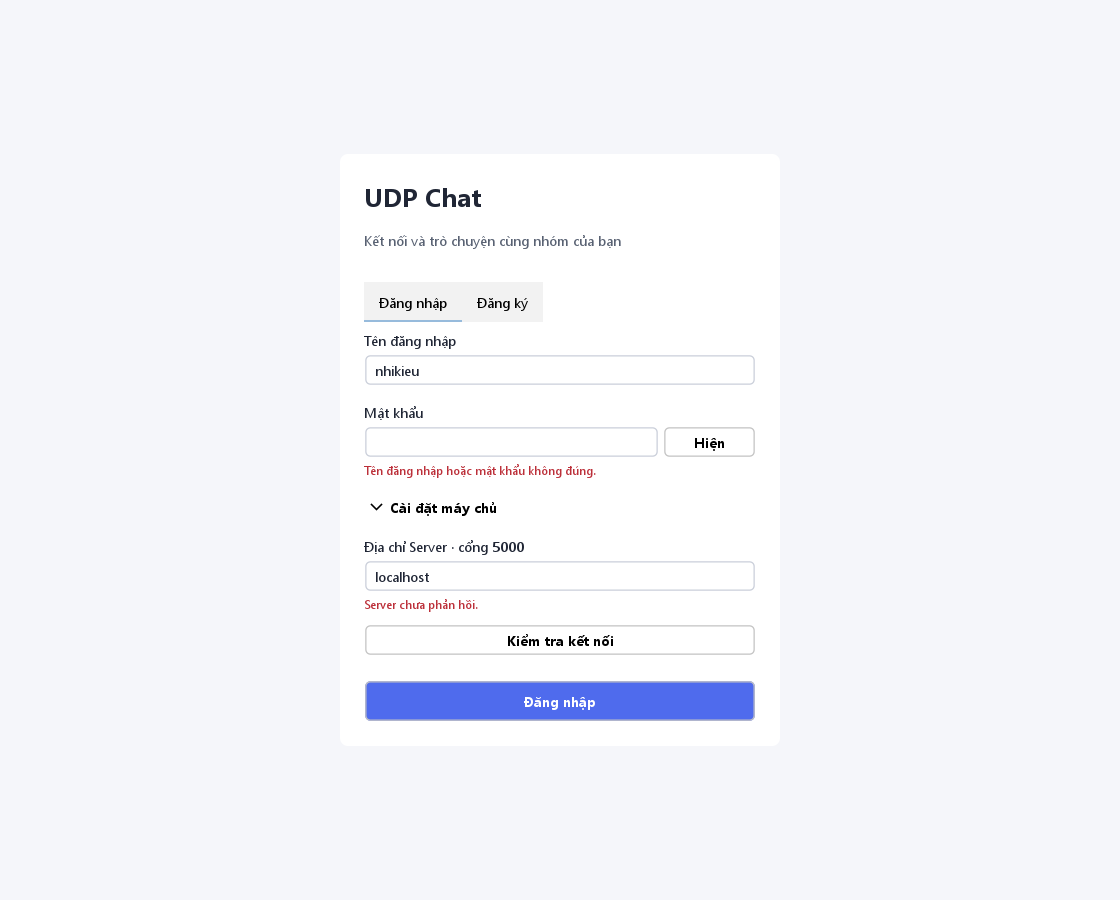 UDP Chat
Kết nối và trò chuyện cùng nhóm của bạn
Đăng nhập Đăng ký
Tên đăng nhập
nhikieu
Mật khẩu
Hiện
Tên đăng nhập hoặc mật khẩu không đúng.
Cài đặt máy chủ
Địa chỉ Server · cổng 5000
localhost
Server chưa phản hồi.
Kiểm tra kết nối
Đăng nhập